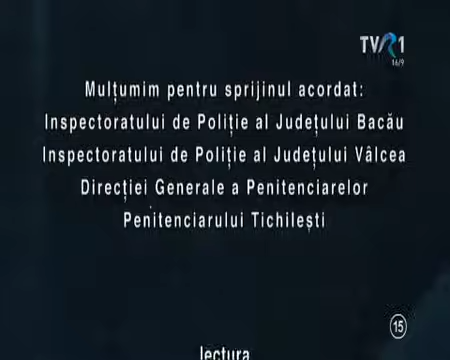 TVR1
16/9
Mulțumim pentru sprijinul acordat:
Inspectoratului de Poliție al Județului Bacău
Inspectoratului de Poliție al Județului Vâlcea
Direcției Generale a Penitenciarelor
Penitenciarului Tichilești
15
lectura